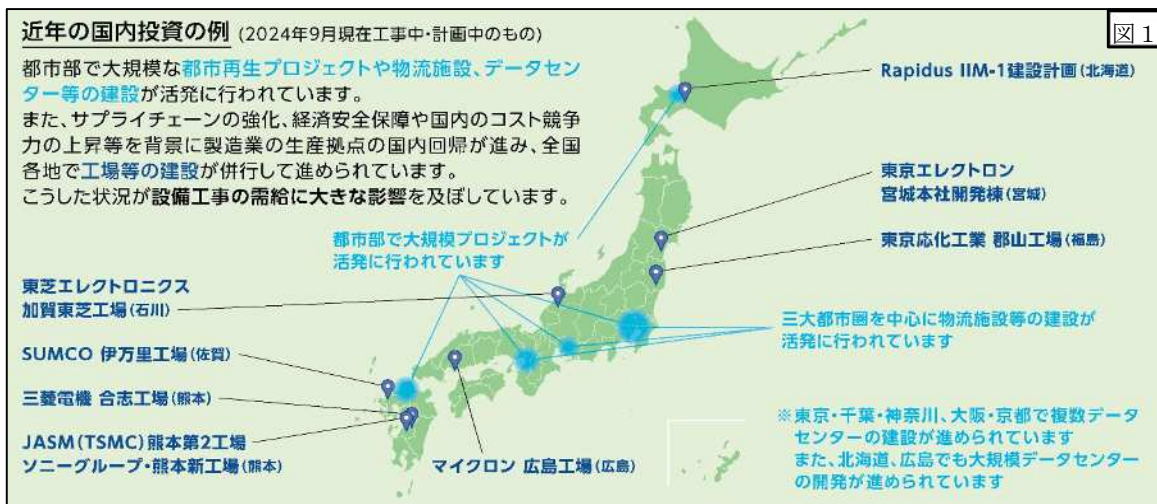 近年の国内投資の例 (2024年9月現在工事中・計画中のもの)
図1
都市部で大規模な都市再生プロジェクトや物流施設、データセン
ター等の建設が活発に行われています。
また、サプライチェーンの強化、経済安全保障や国内のコスト競争
力の上昇等を背景に製造業の生産拠点の国内回帰が進み、全国
各地で工場等の建設が併行して進められています。
こうした状況が設備工事の需給に大きな影響を及ぼしています。
Rapidus IIM-1建設計画(北海道)
東京エレクトロン
宮城本社開発棟(宮城)
東京応化工業 郡山工場(福島)
都市部で大規模プロジェクトが
活発に行われています
東芝エレクトロニクス
加賀東芝工場(石川)
三大都市圏を中心に物流施設等の建設が
活発に行われています
SUMCO 伊万里工場(佐賀)
三菱電機 合志工場(熊本)
JASM(TSMC)熊本第2工場
ソニーグループ・熊本新工場(熊本)
マイクロン 広島工場(広島)
※東京・千葉・神奈川、大阪・京都で複数データ
センターの建設が進められています
また、北海道、広島でも大規模データセンター
の開発が進められています